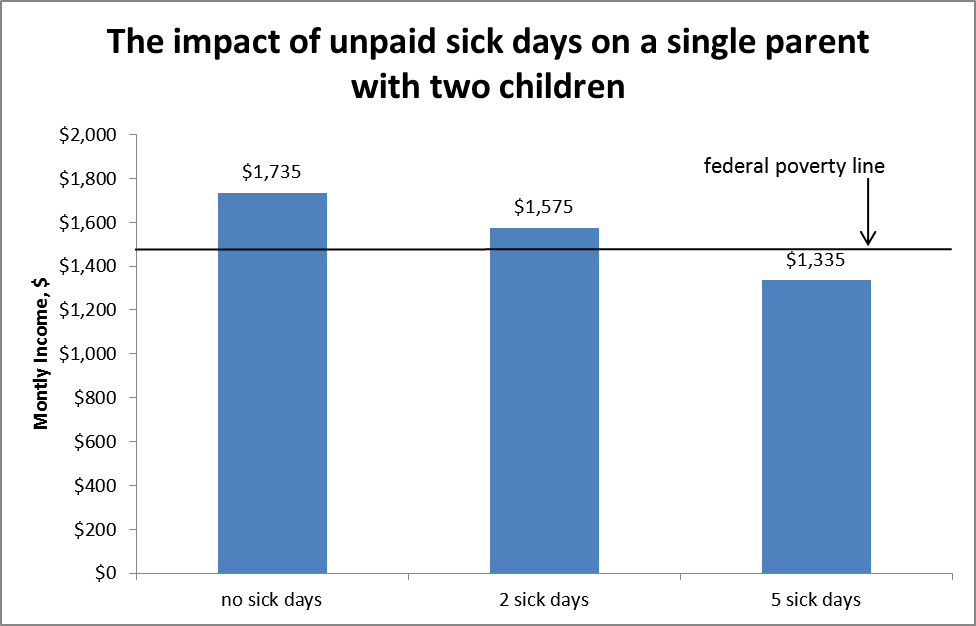 The impact of unpaid sick days on a single parent
with two children
$2,000
$1,800
$1,600
$1,400
$1,200
$1,000
$800
$600
$400
$200
$0
Montly Income, $
$1,735
$1,575
$1,335
federal poverty line
no sick days
2 sick days
5 sick days